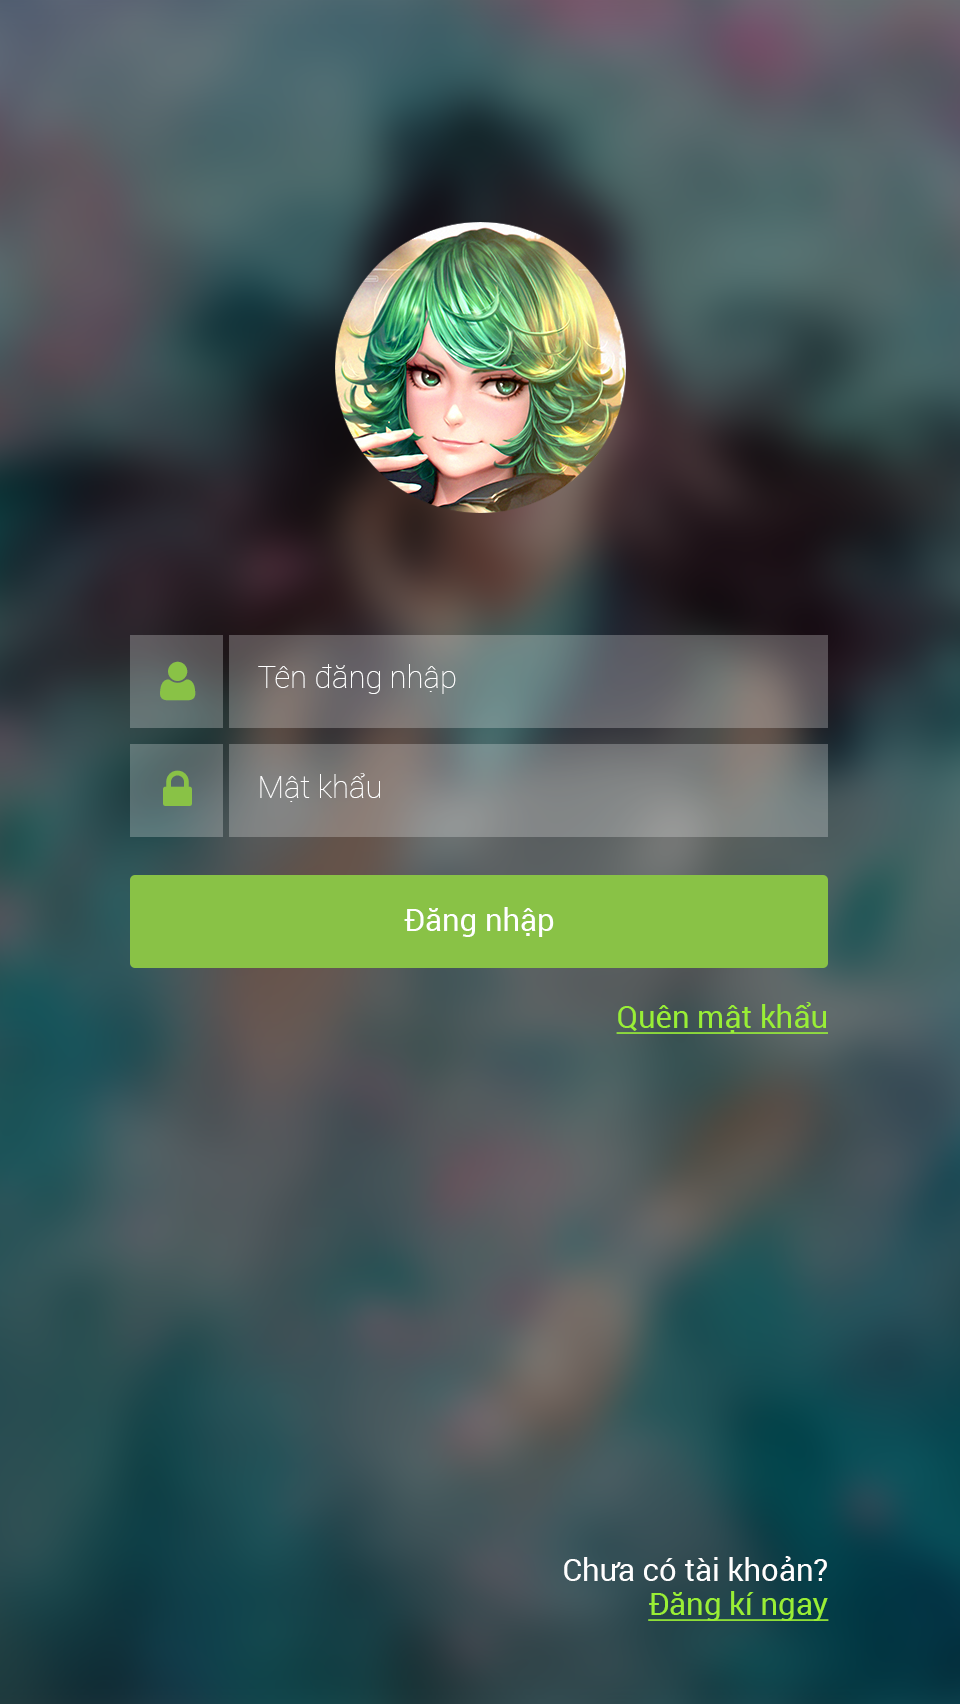 Tên đăng nhập
Mật khẩu
Đăng nhập
Quên mật khẩu
Chưa có tài khoản?
Đăng kí ngay